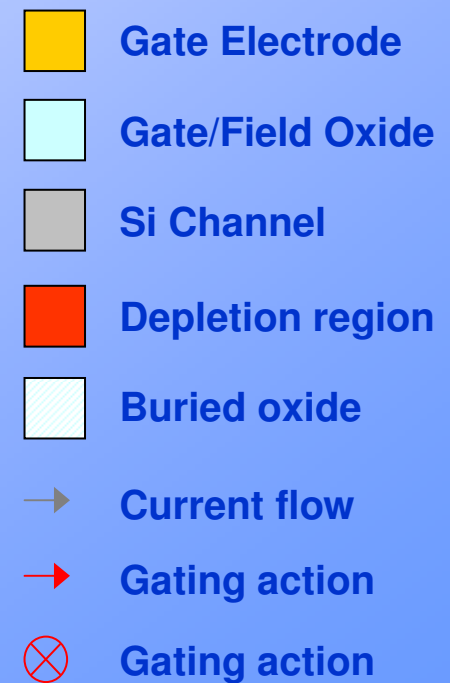 Gate Electrode
Gate/Field Oxide
Si Channel
Depletion region
Buried oxide
Current flow
Gating action
Gating action